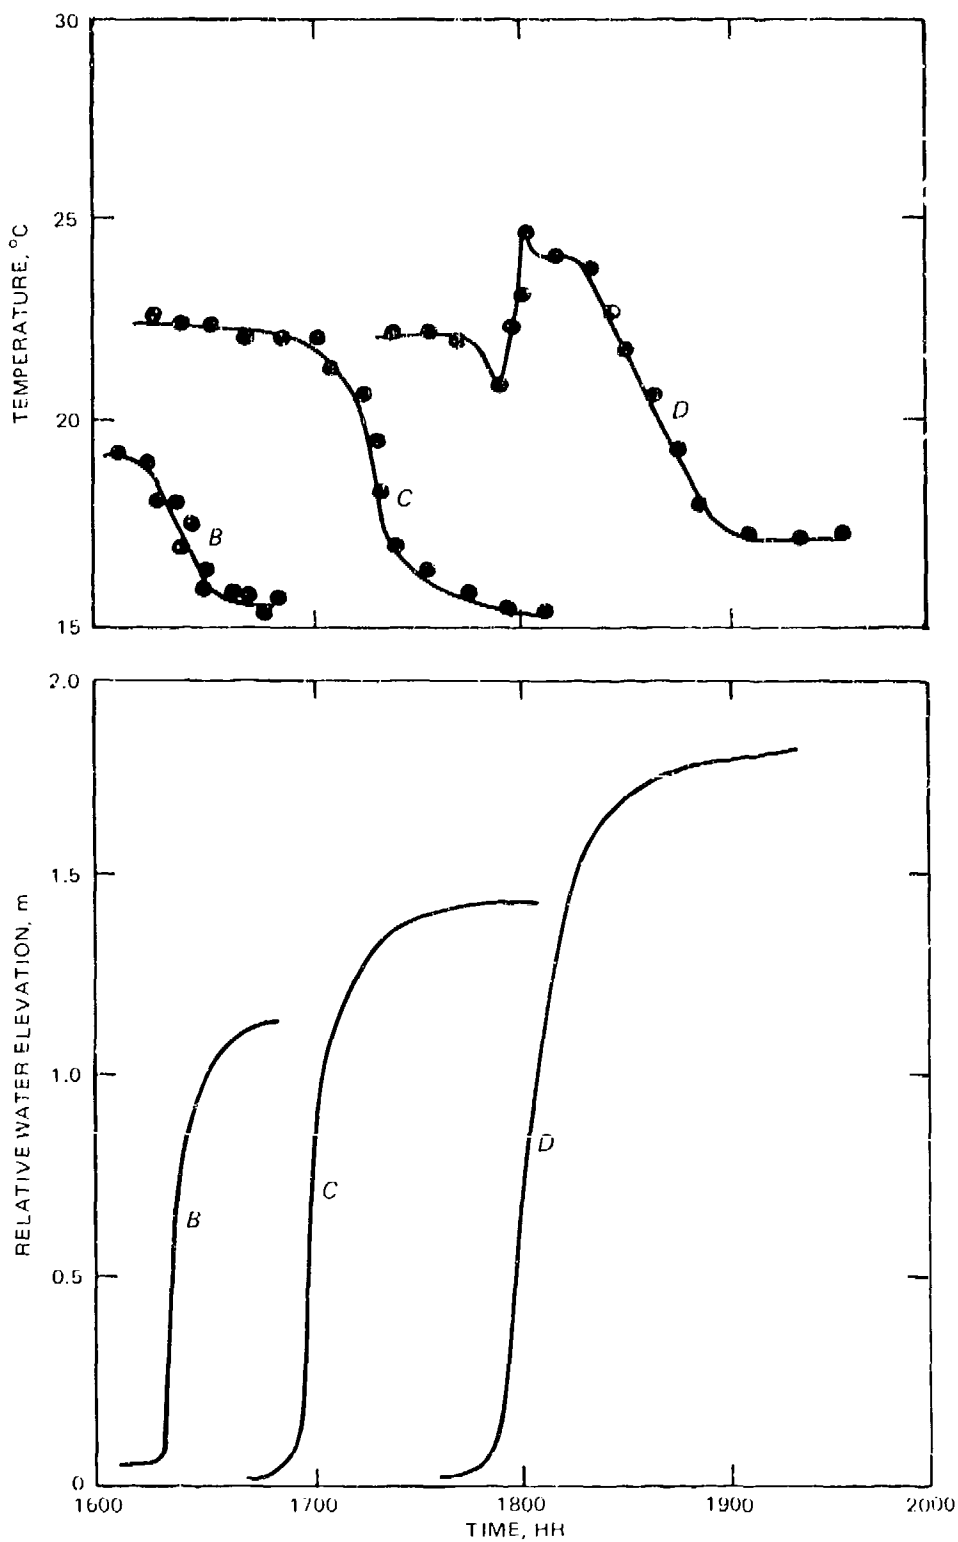 30
25
20
15
TEMPERATURE, °C
B
C
D
2.0
1.5
1.0
0.5
0
RELATIVE WATER ELEVATION, m
B
C
D
1600 1700 1800 1900 2000
TIME, HR